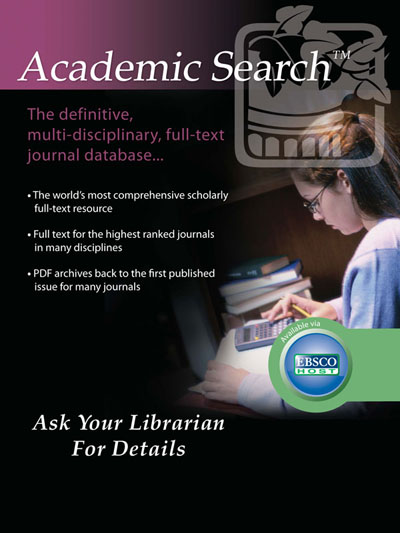 Academic Search™
The definitive,
multi-disciplinary, full-text
journal database...
• The world's most comprehensive scholarly
full-text resource
• Full text for the highest ranked journals
in many disciplines
• PDF archives back to the first published
issue for many journals
Available via
EBSCO
HOST
Ask Your Librarian
For Details